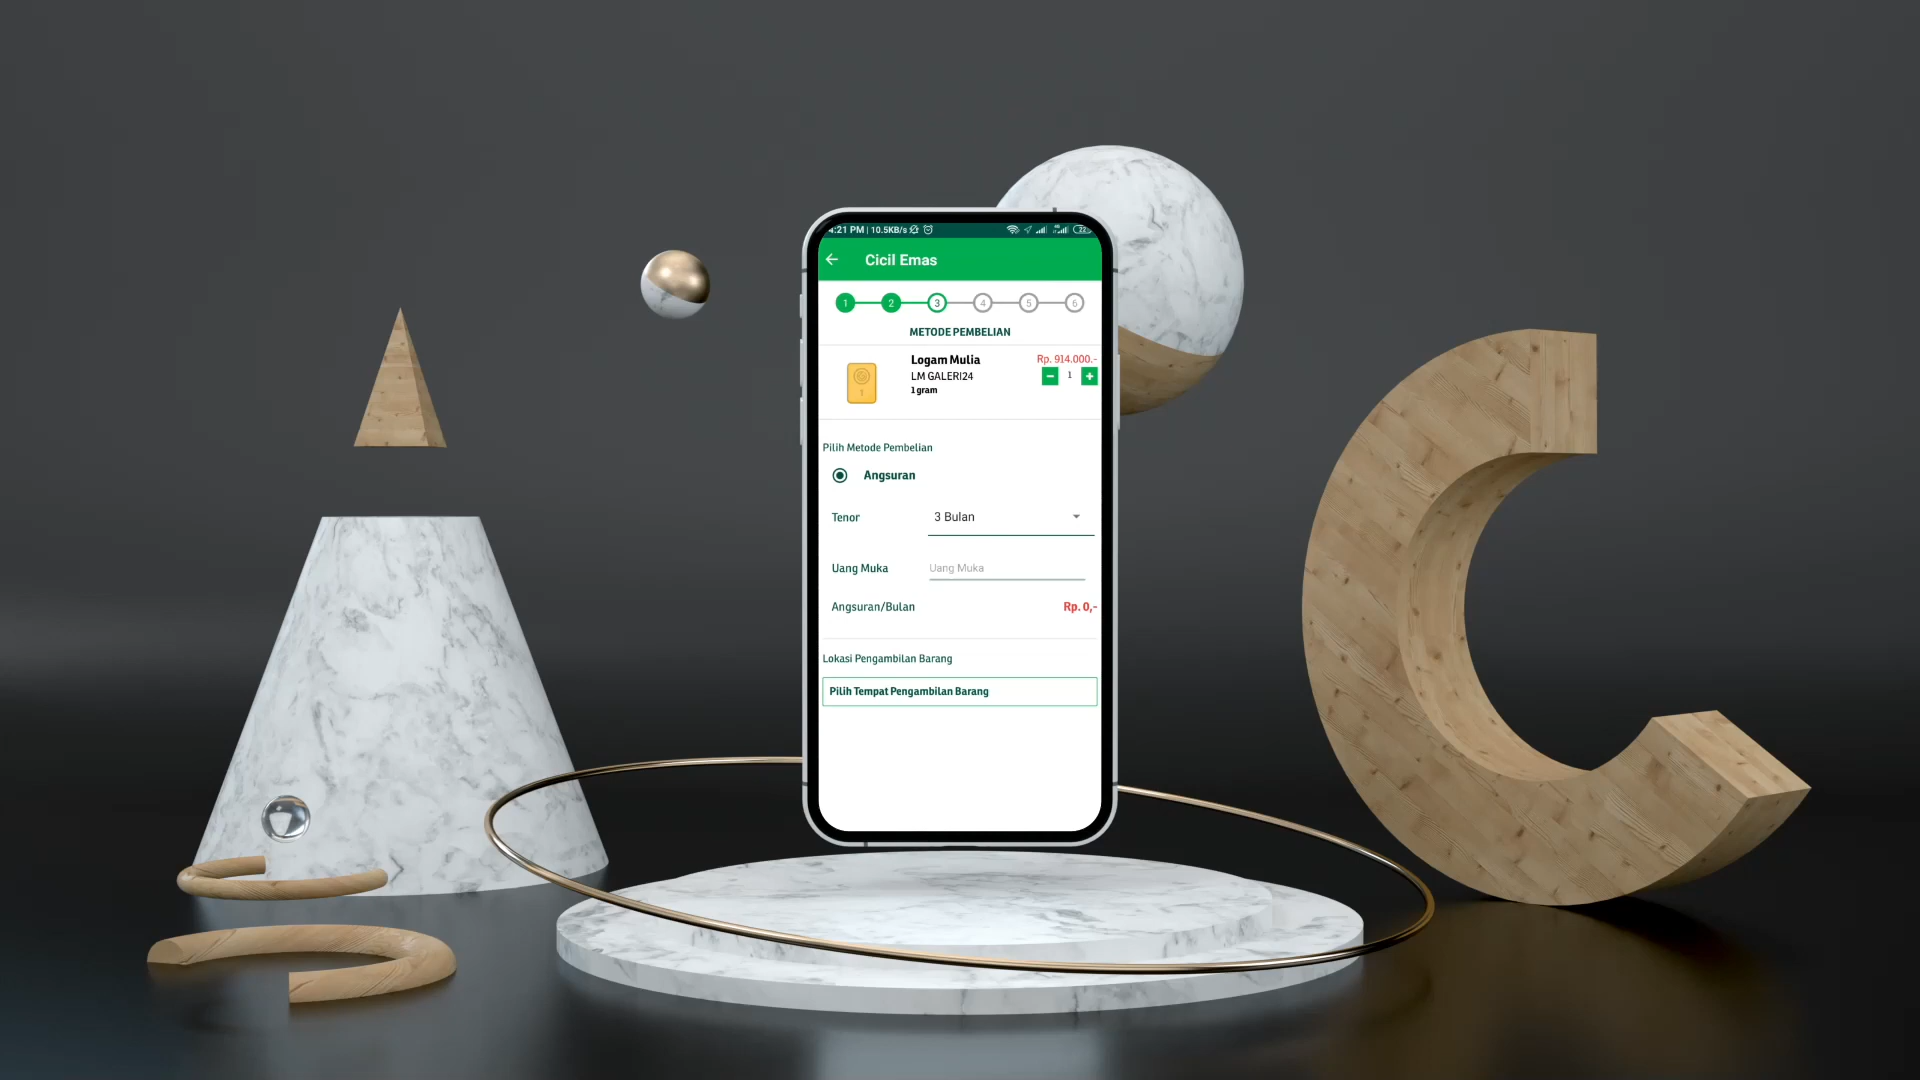 4:21 PM | 10.5KB/s
22
Cicil Emas
1 2 3 4 5 6
METODE PEMBELIAN
Logam Mulia
Rp. 914.000.-
LM GALERI24
1 gram
− 1 +
1
Pilih Metode Pembelian
Angsuran
Tenor 3 Bulan
Uang Muka Uang Muka
Angsuran/Bulan Rp. 0,-
Lokasi Pengambilan Barang
Pilih Tempat Pengambilan Barang